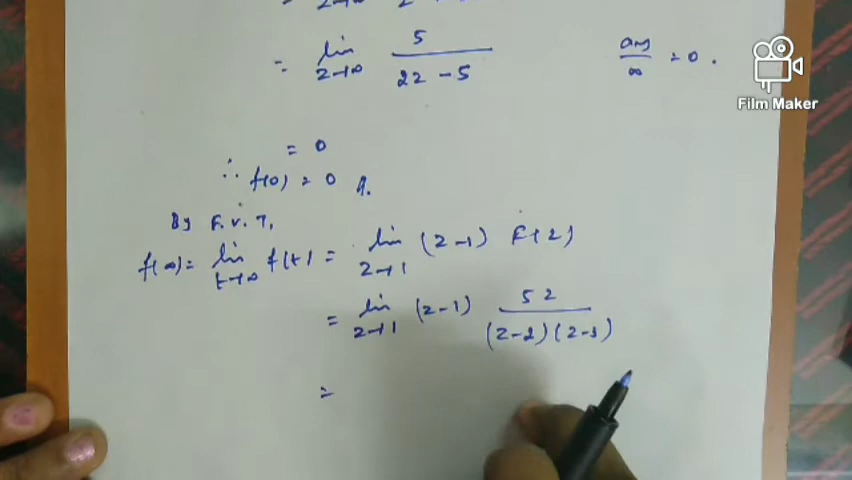 = lim z→∞ 5 / 2z - 5
any / ∞ = 0 .
Film Maker
= 0
∴ f(0) = 0 //.
By F.V.T,
f(∞) = lim t→∞ f(t) = lim z→1 (z-1) F(z)
= lim z→1 (z-1) 5z / (z-2)(z-3)
=